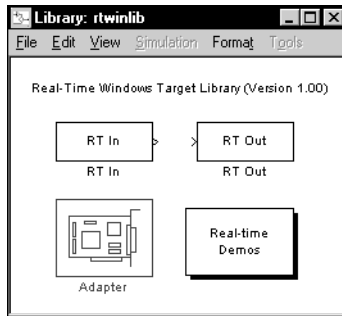 Library: rtwinlib
File Edit View Simulation Format Tools
Real-Time Windows Target Library (Version 1.00)
RT In RT Out
RT In RT Out
Real-time
Demos
Adapter